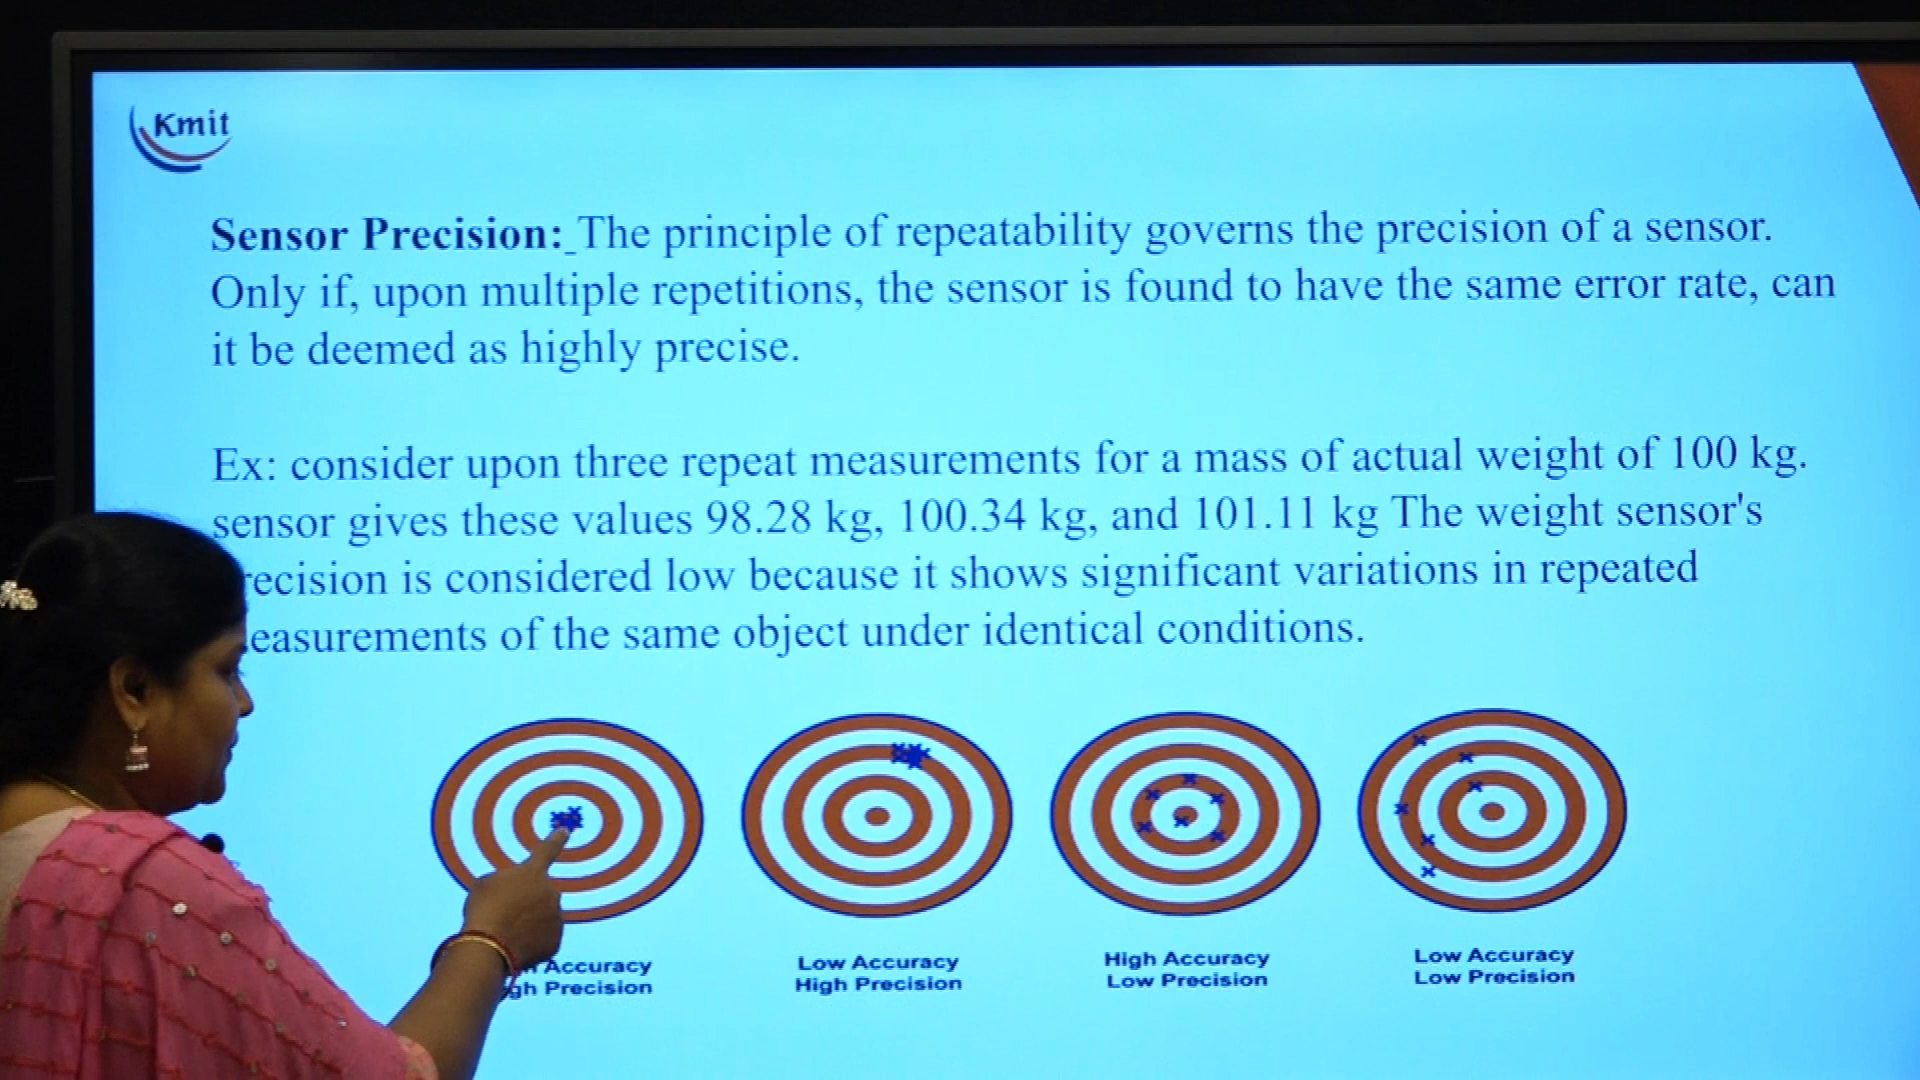 Kmit
Sensor Precision: The principle of repeatability governs the precision of a sensor.
Only if, upon multiple repetitions, the sensor is found to have the same error rate, can
it be deemed as highly precise.
Ex: consider upon three repeat measurements for a mass of actual weight of 100 kg.
sensor gives these values 98.28 kg, 100.34 kg, and 101.11 kg The weight sensor's
recision is considered low because it shows significant variations in repeated
easurements of the same object under identical conditions.
Accuracy
gh Precision
Low Accuracy
High Precision
High Accuracy
Low Precision
Low Accuracy
Low Precision